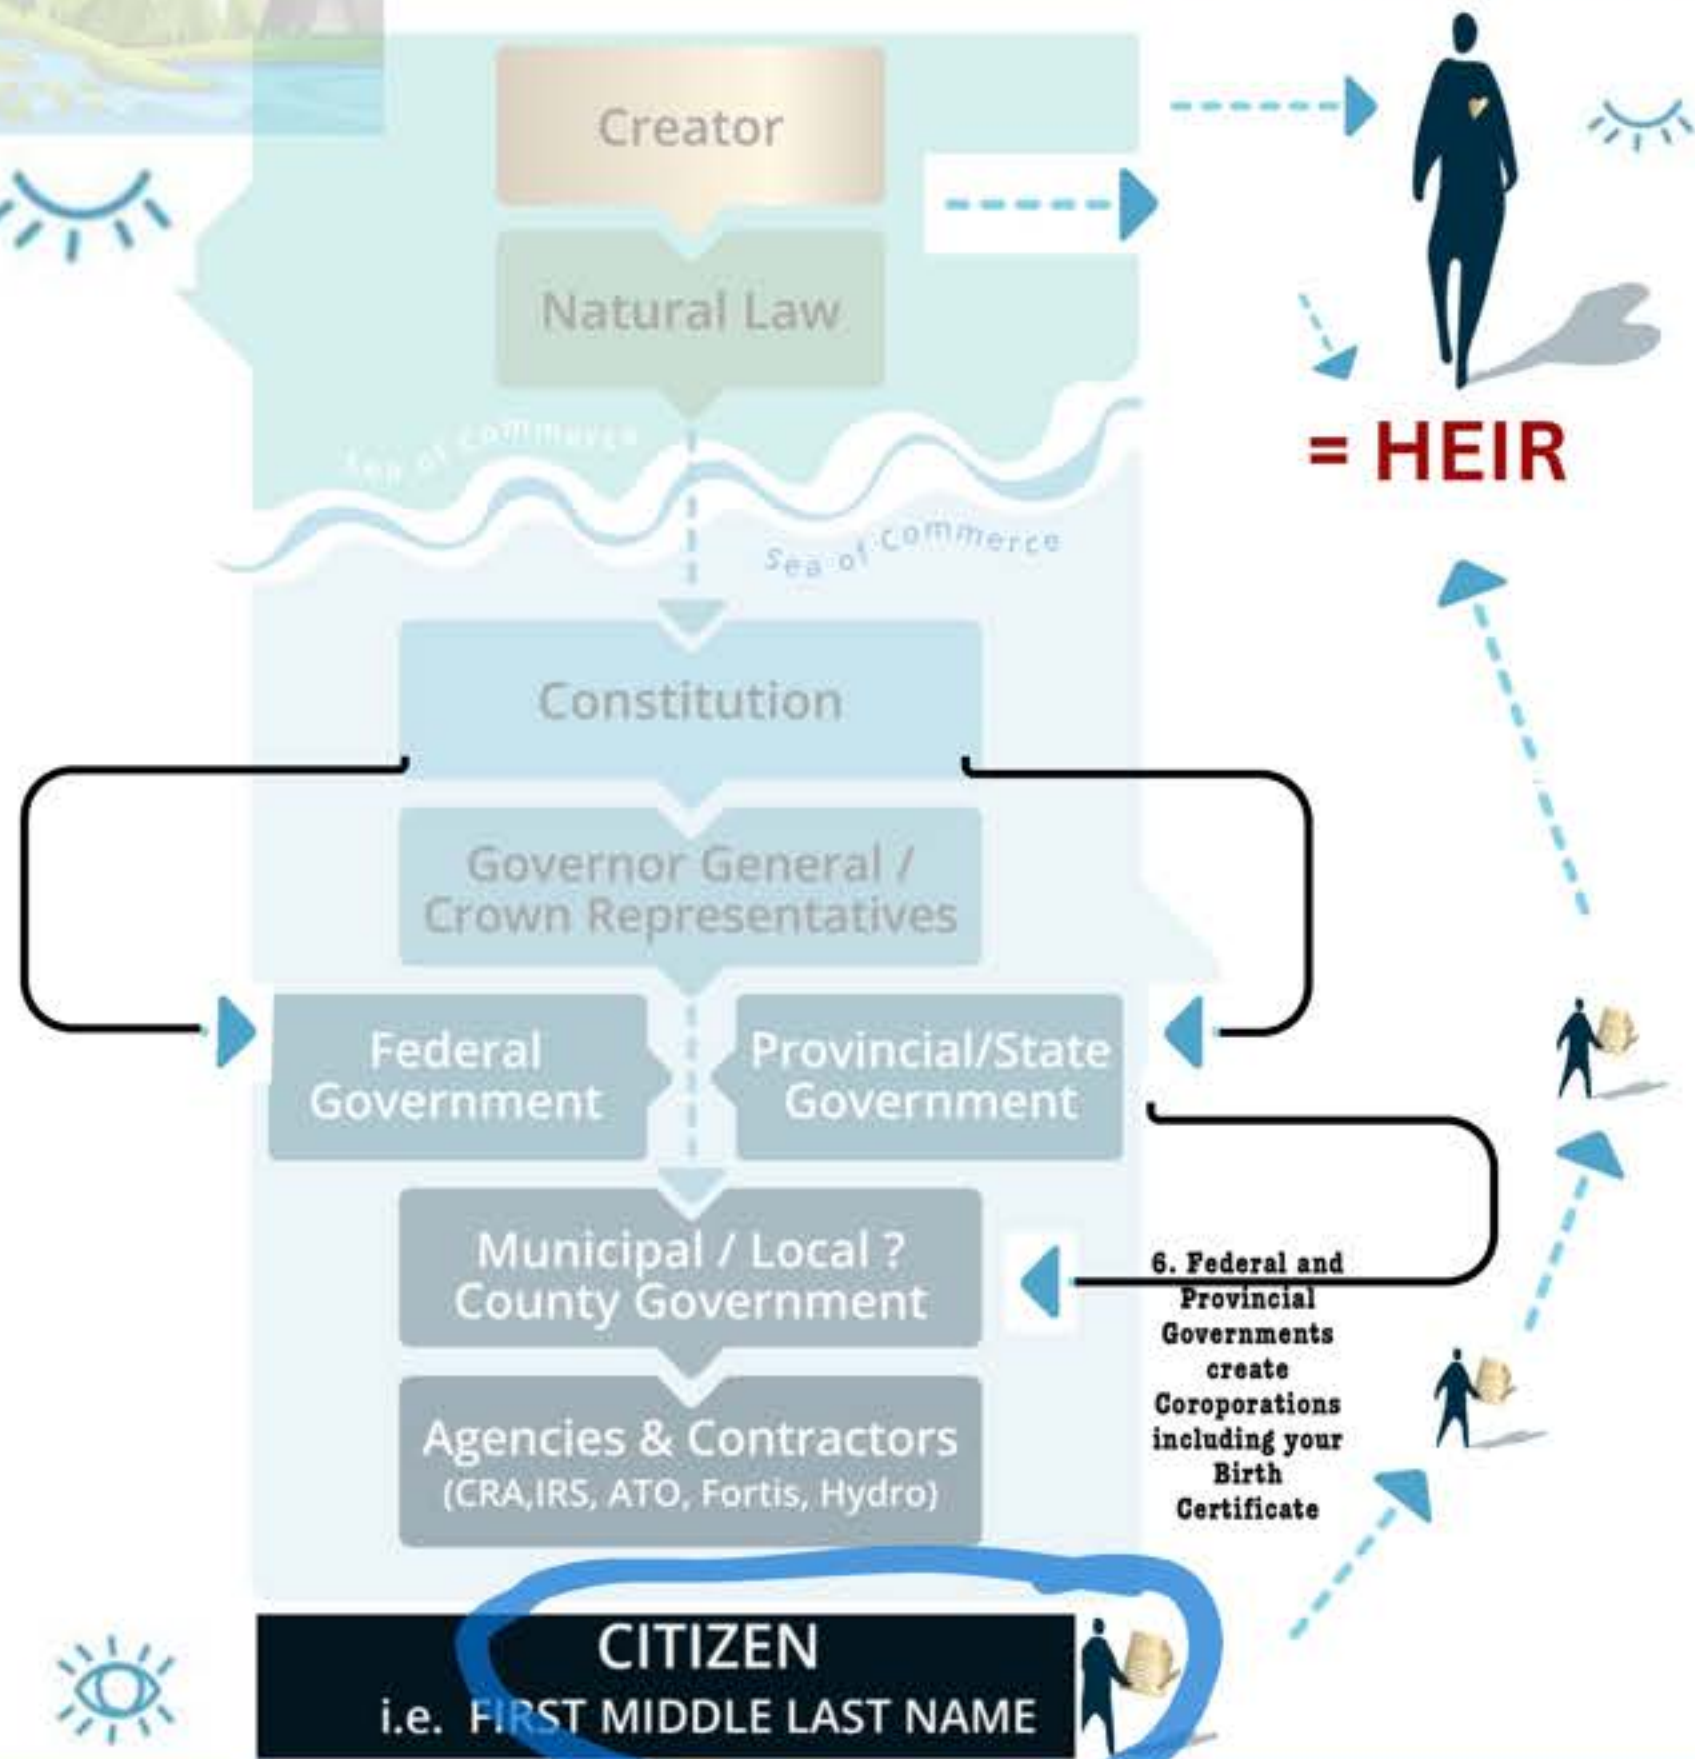 Creator
Natural Law
= HEIR
Sea of Commerce
Sea of Commerce
Constitution
Governor General /
Crown Representatives
Federal
Government
Provincial/State
Government
Municipal / Local ?
County Government
6. Federal and
Provincial
Governments
create
Coroporations
including your
Birth
Certificate
Agencies & Contractors
(CRA,IRS, ATO, Fortis, Hydro)
CITIZEN
i.e. FIRST MIDDLE LAST NAME